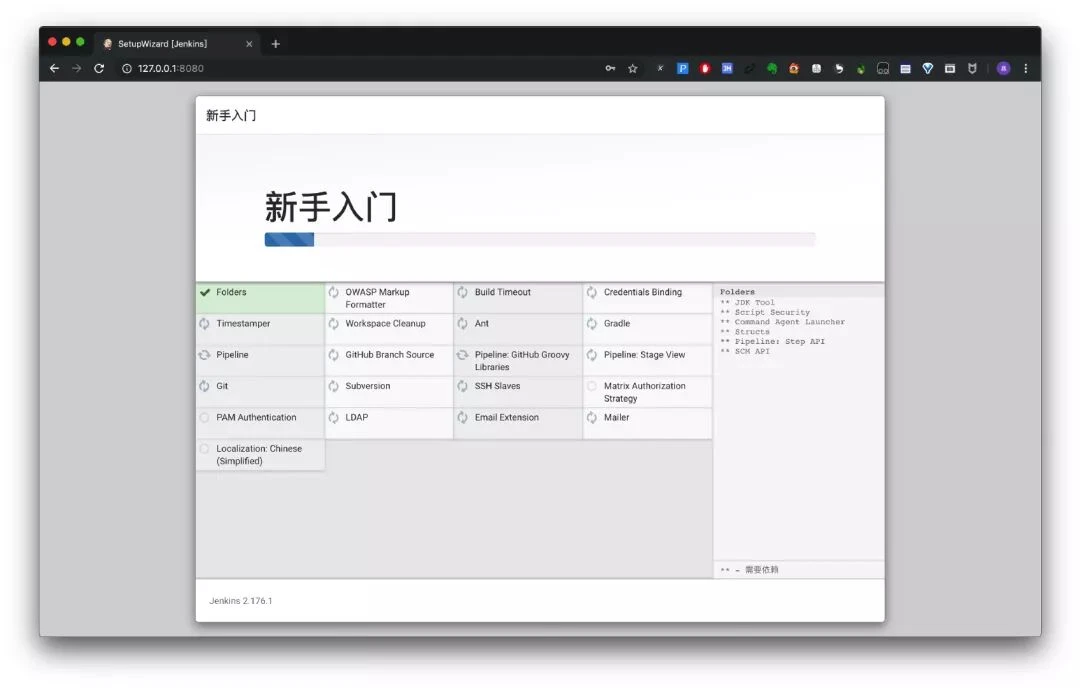 SetupWizard [Jenkins]
127.0.0.1:8080
新手入门
新手入门
Folders
OWASP Markup
Formatter
Build Timeout
Credentials Binding
Timestamper
Workspace Cleanup
Ant
Gradle
Pipeline
GitHub Branch Source
Pipeline: GitHub Groovy
Libraries
Pipeline: Stage View
Git
Subversion
SSH Slaves
Matrix Authorization
Strategy
PAM Authentication
LDAP
Email Extension
Mailer
Localization: Chinese
(Simplified)
Folders
** JDK Tool
** Script Security
** Command Agent Launcher
** Structs
** Pipeline: Step API
** SCM API
** - 需要依赖
Jenkins 2.176.1